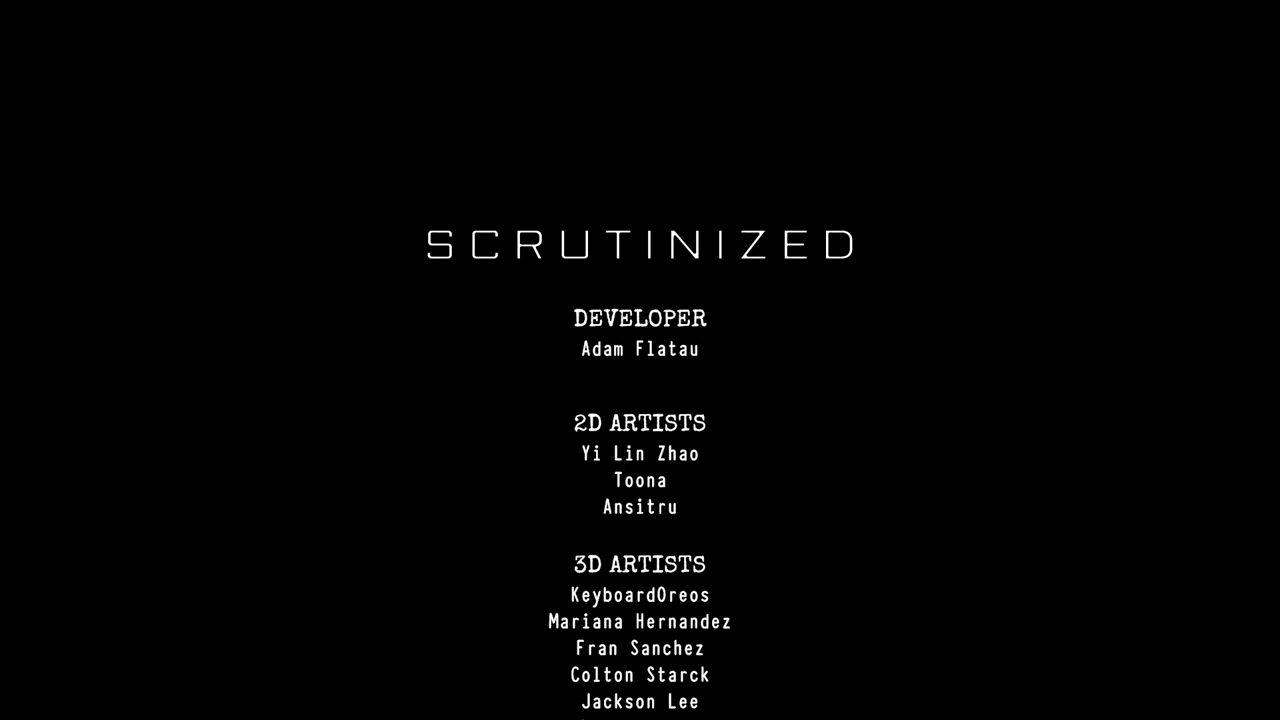 SCRUTINIZED
DEVELOPER
Adam Flatau
2D ARTISTS
Yi Lin Zhao
Toona
Ansitru
3D ARTISTS
KeyboardOreos
Mariana Hernandez
Fran Sanchez
Colton Starck
Jackson Lee